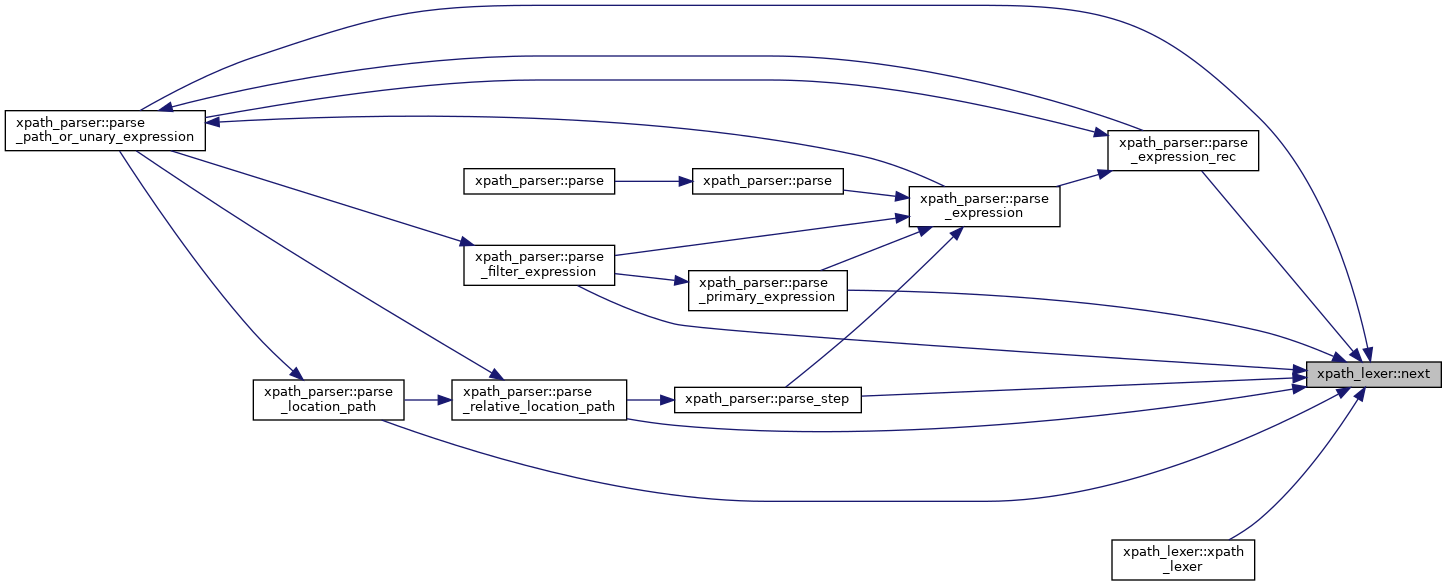 xpath_parser::parse
_path_or_unary_expression
xpath_parser::parse
_expression_rec
xpath_parser::parse
xpath_parser::parse
xpath_parser::parse
_expression
xpath_parser::parse
_filter_expression
xpath_parser::parse
_primary_expression
xpath_lexer::next
xpath_parser::parse
_location_path
xpath_parser::parse
_relative_location_path
xpath_parser::parse_step
xpath_lexer::xpath
_lexer